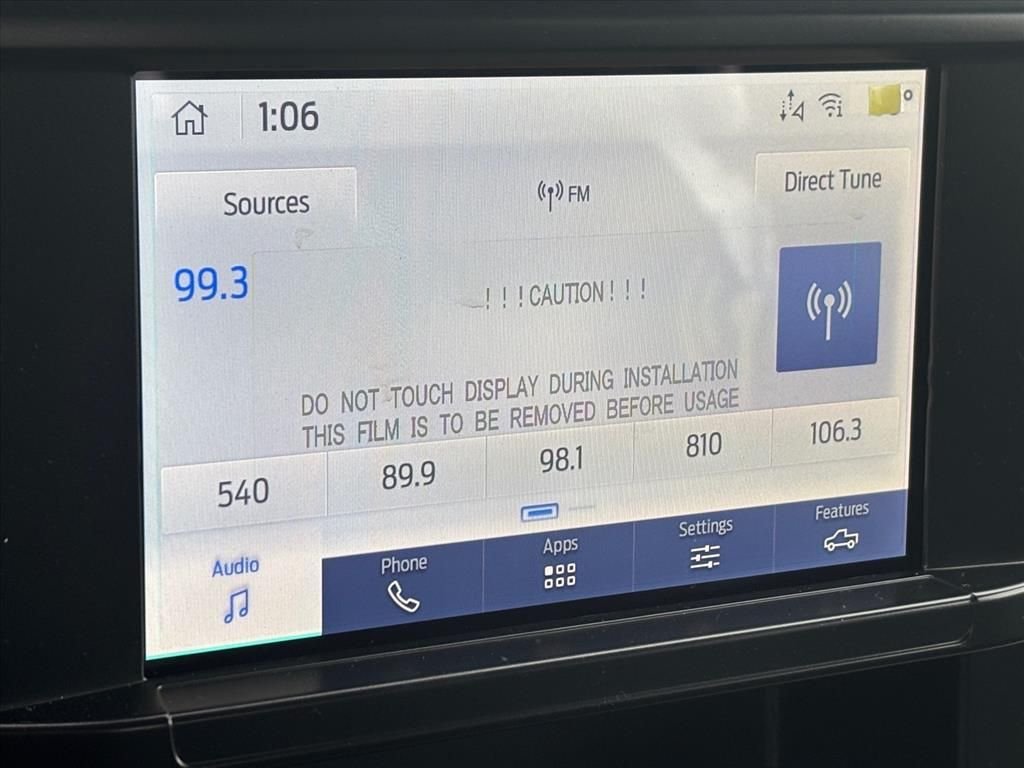 1:06
Sources
FM
Direct Tune
99.3
! ! ! CAUTION ! ! !
DO NOT TOUCH DISPLAY DURING INSTALLATION
THIS FILM IS TO BE REMOVED BEFORE USAGE
540 89.9 98.1 810 106.3
Audio Phone Apps Settings Features